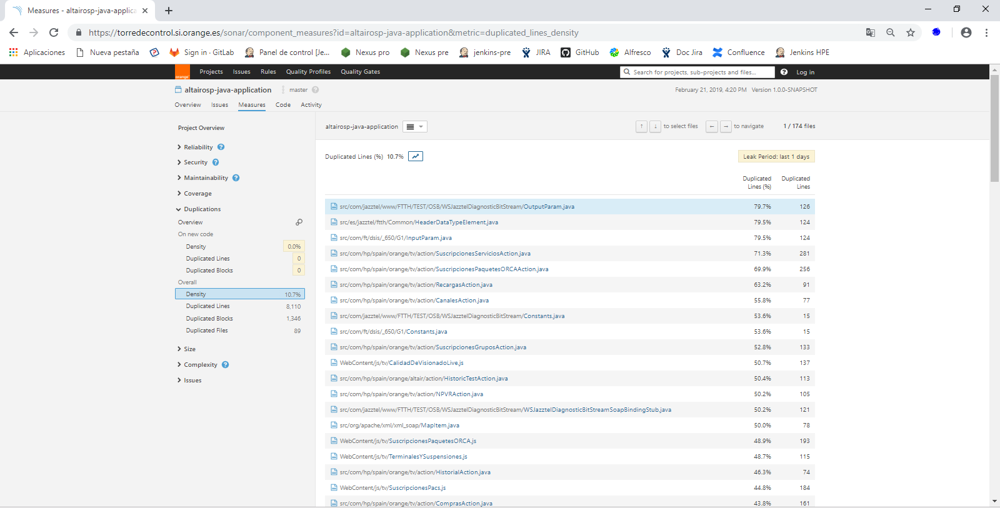 Measures - altairosp-java-applica
https://torredecontrol.si.orange.es/sonar/component_measures?id=altairosp-java-application&metric=duplicated_lines_density
Aplicaciones Nueva pestaña Sign in · GitLab Panel de control [Je... Nexus pro Nexus pre jenkins-pre JIRA GitHub Alfresco Doc Jira Confluence Jenkins HPE
orange Projects Issues Rules Quality Profiles Quality Gates Search for projects, sub-projects and files... Log in
altairosp-java-application master February 21, 2019, 4:20 PM Version 1.0.0-SNAPSHOT
Overview Issues Measures Code Activity
Project Overview
Reliability
Security
Maintainability
Coverage
Duplications
Overview
On new code
Density 0.0%
Duplicated Lines 0
Duplicated Blocks 0
Overall
Density 10.7%
Duplicated Lines 8,110
Duplicated Blocks 1,346
Duplicated Files 89
Size
Complexity
Issues
altairosp-java-application ↑ ↓ to select files ← → to navigate 1 / 174 files
Duplicated Lines (%) 10.7% Leak Period: last 1 days
Duplicated Lines (%) Duplicated Lines
src/com/jazztel/www/FTTH/TEST/OSB/WSJazztelDiagnosticBitStream/OutputParam.java 79.7% 126
src/es/jazztel/ftth/Common/HeaderDataTypeElement.java 79.5% 124
src/com/ft/dsis/_650/G1/InputParam.java 79.5% 124
src/com/hp/spain/orange/tv/action/SuscripcionesServiciosAction.java 71.3% 281
src/com/hp/spain/orange/tv/action/SuscripcionesPaquetesORCAAction.java 69.9% 256
src/com/hp/spain/orange/tv/action/RecargasAction.java 63.2% 91
src/com/hp/spain/orange/tv/action/CanalesAction.java 55.8% 77
src/com/jazztel/www/FTTH/TEST/OSB/WSJazztelDiagnosticBitStream/Constants.java 53.6% 15
src/com/ft/dsis/_650/G1/Constants.java 53.6% 15
src/com/hp/spain/orange/tv/action/SuscripcionesGruposAction.java 52.8% 133
WebContent/js/tv/CalidadDeVisionadoLive.js 50.7% 137
src/com/hp/spain/orange/altair/action/HistoricTestAction.java 50.4% 113
src/com/hp/spain/orange/tv/action/NPVRAction.java 50.2% 105
src/com/jazztel/www/FTTH/TEST/OSB/WSJazztelDiagnosticBitStream/WSJazztelDiagnosticBitStreamSoapBindingStub.java 50.2% 121
src/org/apache/xml/xml_soap/MapItem.java 50.0% 78
WebContent/js/tv/SuscripcionesPaquetesORCA.js 48.9% 193
WebContent/js/tv/TerminalesYSuspensiones.js 48.7% 115
src/com/hp/spain/orange/tv/action/HistorialAction.java 46.3% 74
WebContent/js/tv/SuscripcionesPacs.js 44.8% 184
src/com/hp/spain/orange/tv/action/ComprasAction.java 43.8% 161